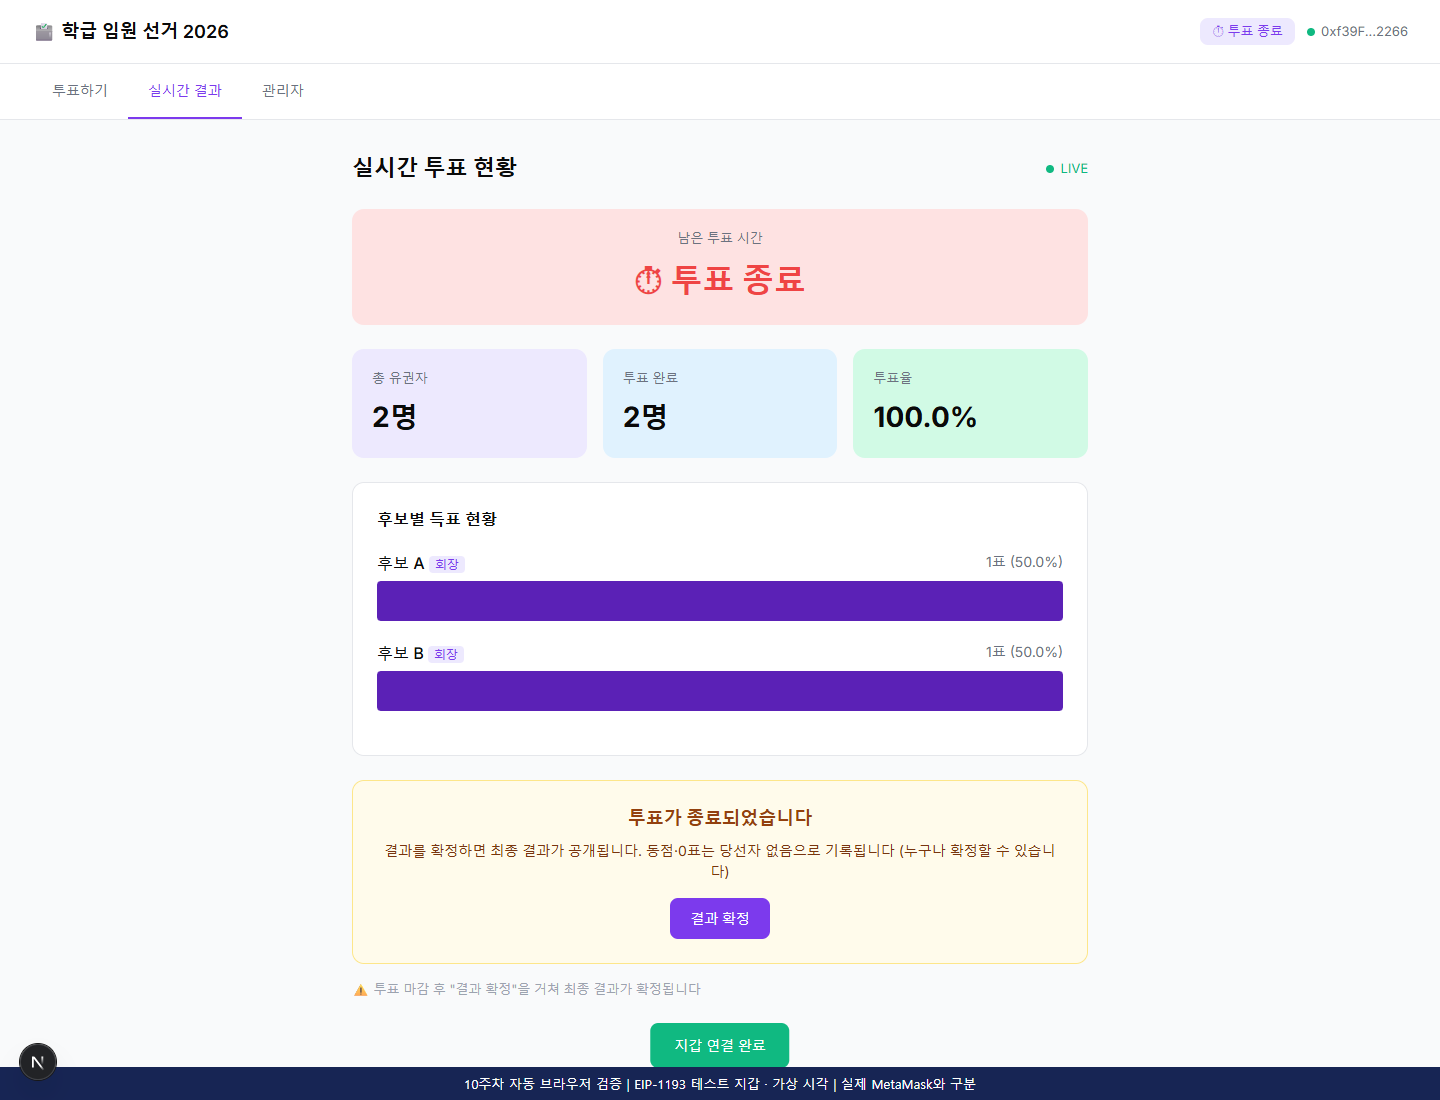 학급 임원 선거 2026
⏱ 투표 종료
0xf39F...2266
투표하기
실시간 결과
관리자
실시간 투표 현황
LIVE
남은 투표 시간
⏱ 투표 종료
총 유권자
2명
투표 완료
2명
투표율
100.0%
후보별 득표 현황
후보 A 회장
1표 (50.0%)
후보 B 회장
1표 (50.0%)
투표가 종료되었습니다
결과를 확정하면 최종 결과가 공개됩니다. 동점·0표는 당선자 없음으로 기록됩니다 (누구나 확정할 수 있습니
다)
결과 확정
⚠ 투표 마감 후 "결과 확정"을 거쳐 최종 결과가 확정됩니다
지갑 연결 완료
N
10주차 자동 브라우저 검증 | EIP-1193 테스트 지갑 · 가상 시각 | 실제 MetaMask와 구분